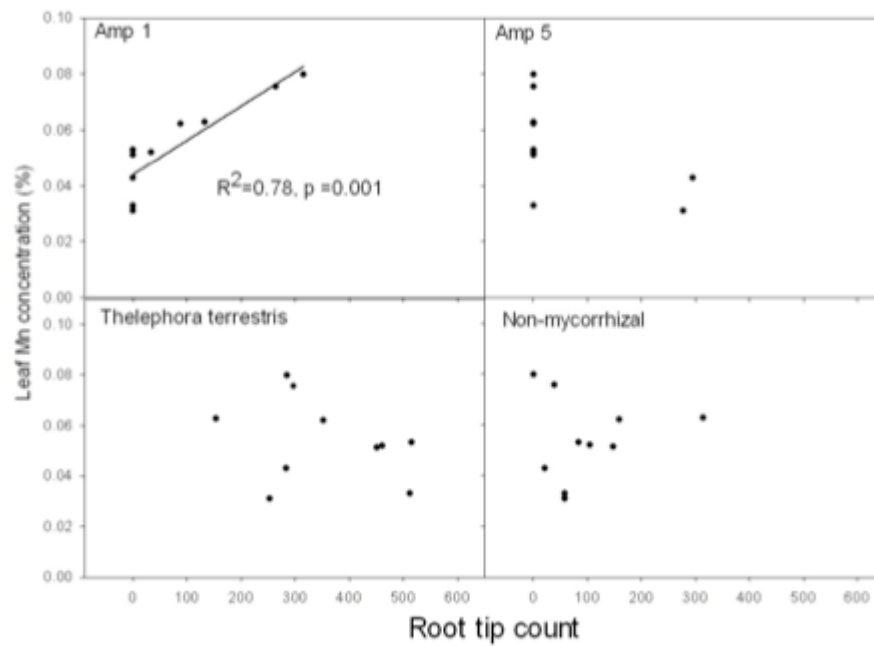 Amp 1
Amp 5
0.10
0.08
0.06
0.04
0.02
0.00
R2=0.78, p =0.001
Leaf Mn concentration (%)
Thelephora terrestris
Non-mycorrhizal
0.10
0.08
0.06
0.04
0.02
0.00
0 100 200 300 400 500 600
0 100 200 300 400 500 600
Root tip count